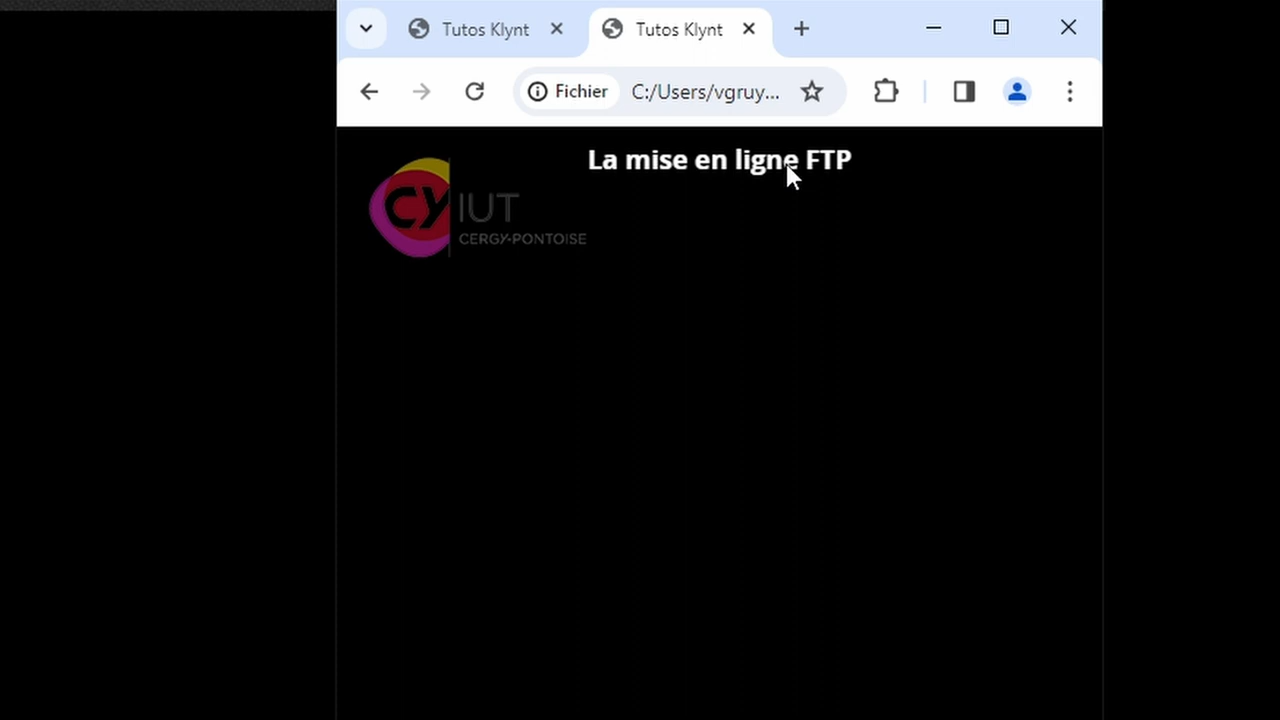 Tutos Klynt
Tutos Klynt
Fichier
C:/Users/vgruy...
La mise en ligne FTP
CY
IUT
CERGY-PONTOISE